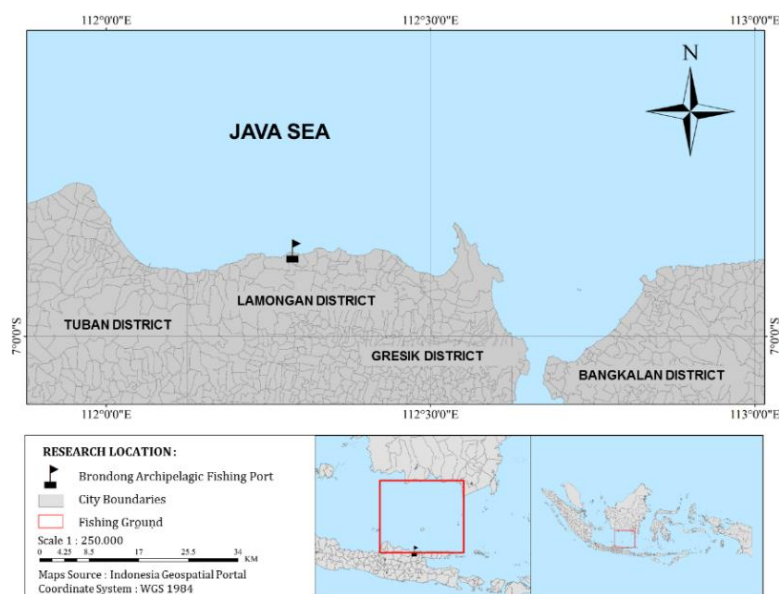 112°0'0"E 112°30'0"E 113°0'0"E
N
JAVA SEA
LAMONGAN DISTRICT
TUBAN DISTRICT
7°0'0"S 7°0'0"S
GRESIK DISTRICT
BANGKALAN DISTRICT
112°0'0"E 112°30'0"E 113°0'0"E
RESEARCH LOCATION :
Brondong Archipelagic Fishing Port
City Boundaries
Fishing Ground
Scale 1 : 250.000
0 4.25 8.5 17 25.5 34
KM
Maps Source : Indonesia Geospatial Portal
Coordinate System : WGS 1984